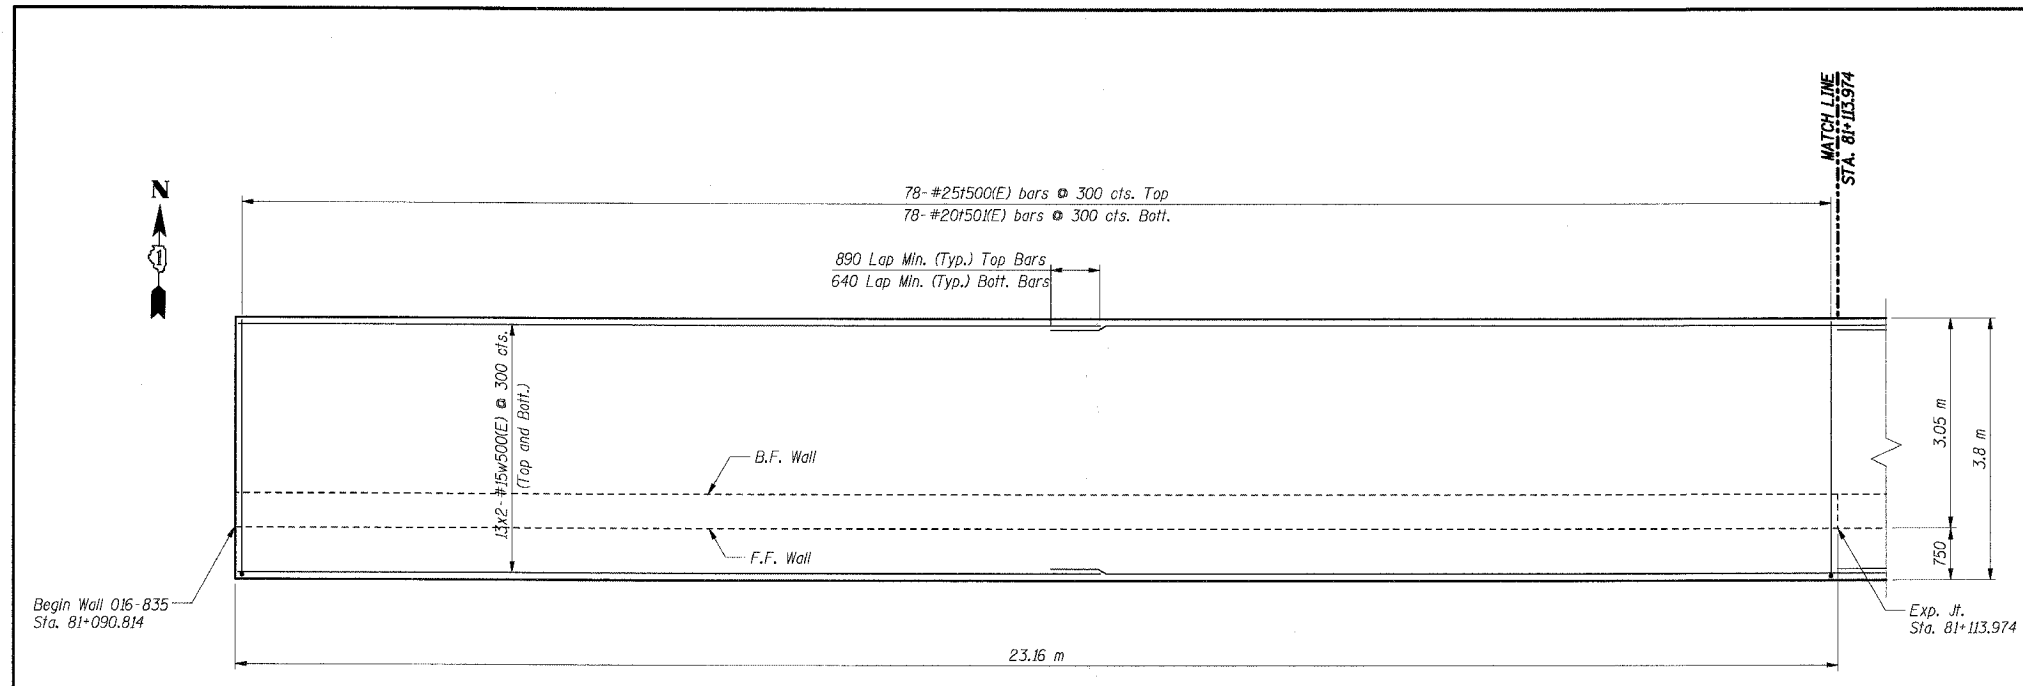 MATCH LINE
STA. 81+113.974
N
1
78-#25t500(E) bars @ 300 cts. Top
78-#20t501(E) bars @ 300 cts. Bott.
890 Lap Min. (Typ.) Top Bars
640 Lap Min. (Typ.) Bott. Bars
13x2-#15w500(E) @ 300 cts.
(Top and Bott.)
B.F. Wall
F.F. Wall
3.05 m
3.8 m
750
Begin Wall 016-835
Sta. 81+090.814
Exp. Jt.
Sta. 81+113.974
23.16 m